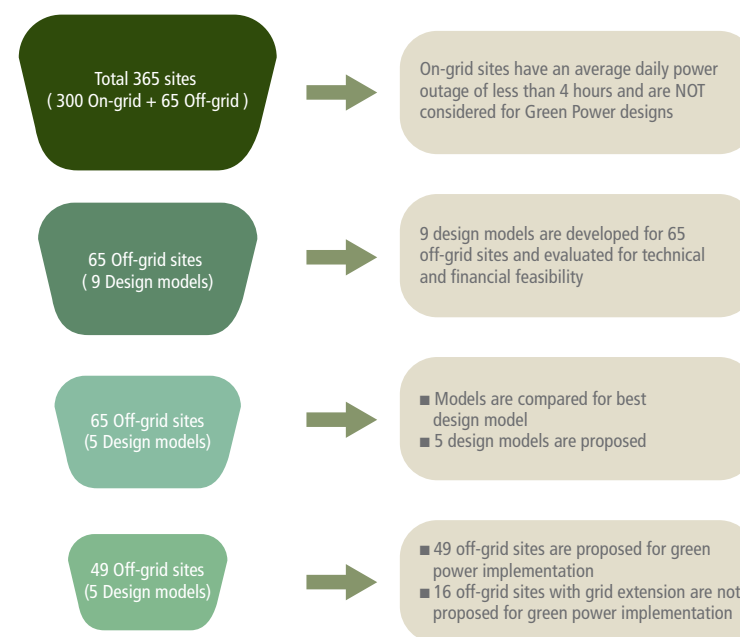 Total 365 sites
( 300 On-grid + 65 Off-grid )
On-grid sites have an average daily power
outage of less than 4 hours and are NOT
considered for Green Power designs
65 Off-grid sites
( 9 Design models)
9 design models are developed for 65
off-grid sites and evaluated for technical
and financial feasibility
65 Off-grid sites
(5 Design models)
■ Models are compared for best
design model
■ 5 design models are proposed
49 Off-grid sites
(5 Design models)
■ 49 off-grid sites are proposed for green
power implementation
■ 16 off-grid sites with grid extension are not
proposed for green power implementation